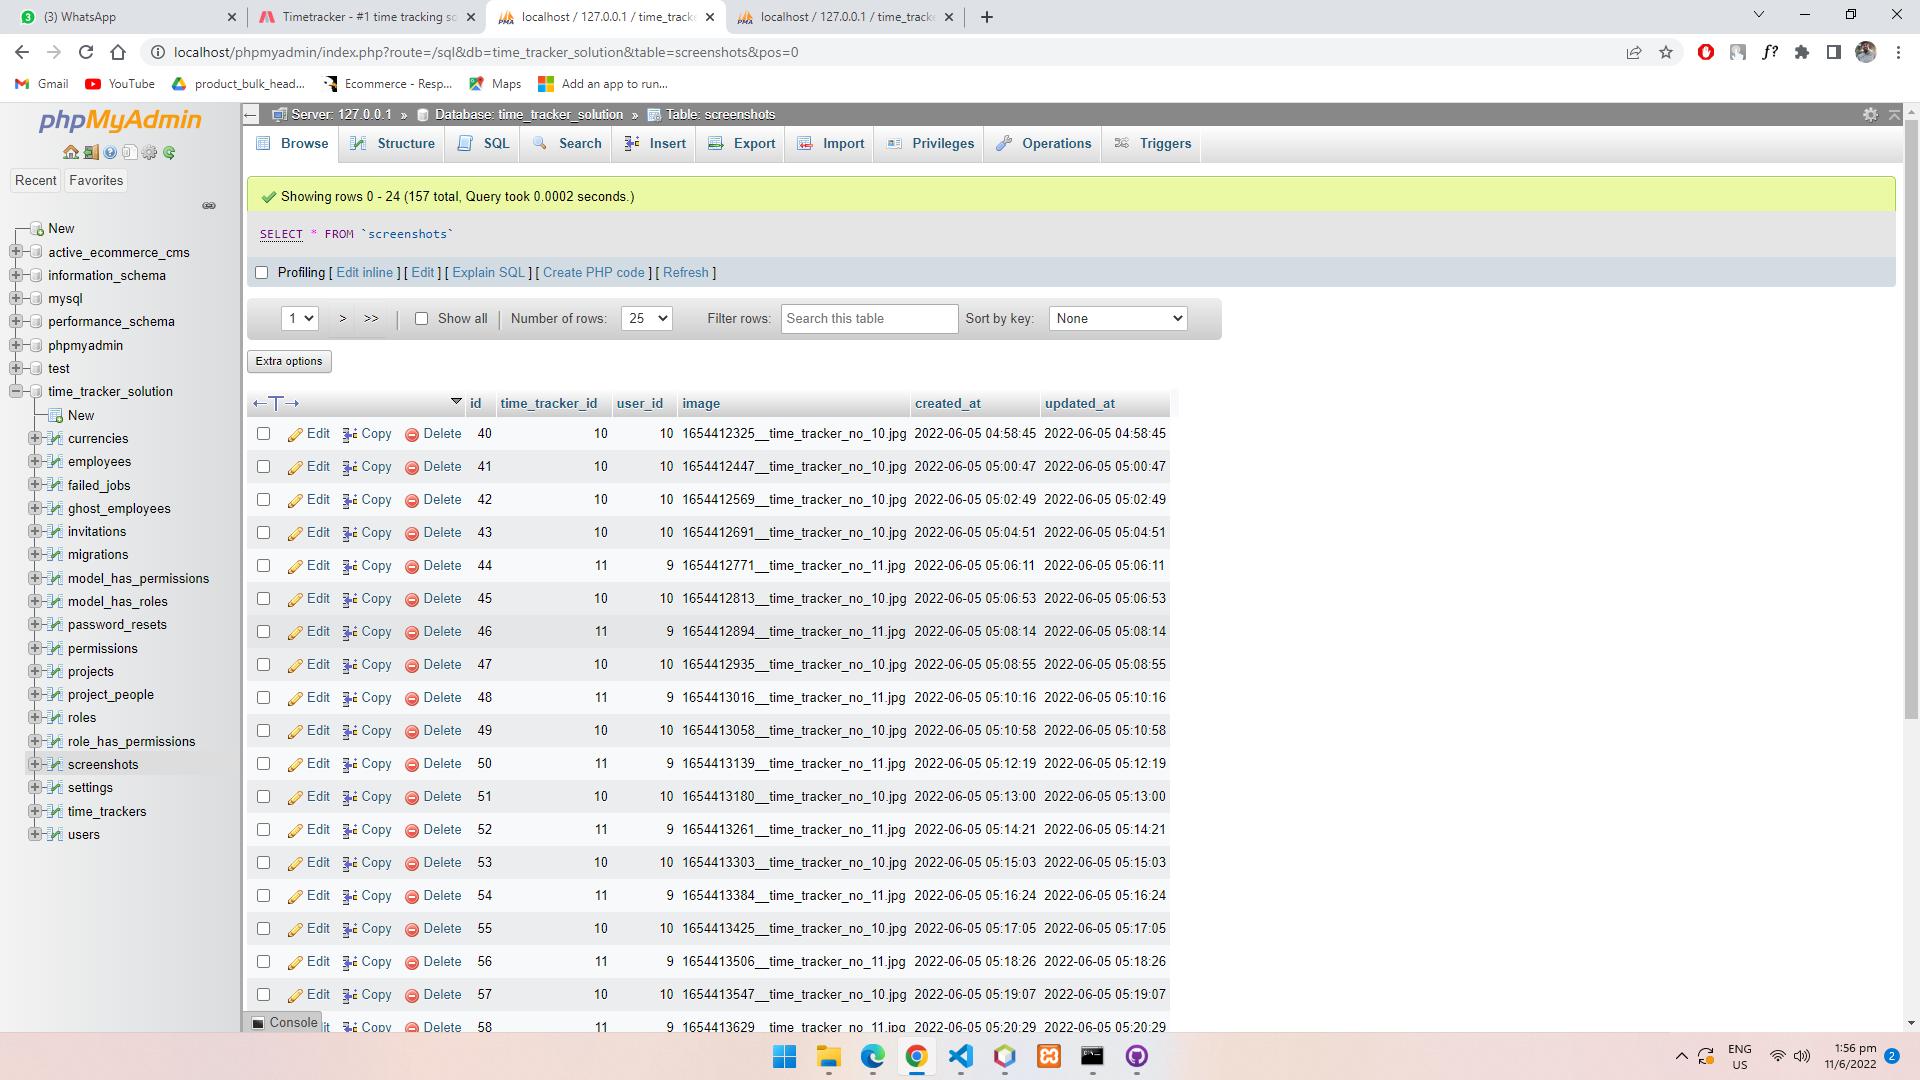 (3) WhatsApp
Timetracker - #1 time tracking so
localhost / 127.0.0.1 / time_track
localhost / 127.0.0.1 / time_track
localhost/phpmyadmin/index.php?route=/sql&db=time_tracker_solution&table=screenshots&pos=0
Gmail YouTube product_bulk_head... Ecommerce - Resp... Maps Add an app to run...
phpMyAdmin
Recent Favorites
New
active_ecommerce_cms
information_schema
mysql
performance_schema
phpmyadmin
test
time_tracker_solution
New
currencies
employees
failed_jobs
ghost_employees
invitations
migrations
model_has_permissions
model_has_roles
password_resets
permissions
projects
project_people
roles
role_has_permissions
screenshots
settings
time_trackers
users
Server: 127.0.0.1 » Database: time_tracker_solution » Table: screenshots
Browse Structure SQL Search Insert Export Import Privileges Operations Triggers
Showing rows 0 - 24 (157 total, Query took 0.0002 seconds.)
SELECT * FROM `screenshots`
Profiling [ Edit inline ] [ Edit ] [ Explain SQL ] [ Create PHP code ] [ Refresh ]
1 > >> Show all Number of rows: 25 Filter rows: Search this table Sort by key: None
Extra options
id time_tracker_id user_id image created_at updated_at
Edit Copy Delete 40 10 10 1654412325__time_tracker_no_10.jpg 2022-06-05 04:58:45 2022-06-05 04:58:45
Edit Copy Delete 41 10 10 1654412447__time_tracker_no_10.jpg 2022-06-05 05:00:47 2022-06-05 05:00:47
Edit Copy Delete 42 10 10 1654412569__time_tracker_no_10.jpg 2022-06-05 05:02:49 2022-06-05 05:02:49
Edit Copy Delete 43 10 10 1654412691__time_tracker_no_10.jpg 2022-06-05 05:04:51 2022-06-05 05:04:51
Edit Copy Delete 44 11 9 1654412771__time_tracker_no_11.jpg 2022-06-05 05:06:11 2022-06-05 05:06:11
Edit Copy Delete 45 10 10 1654412813__time_tracker_no_10.jpg 2022-06-05 05:06:53 2022-06-05 05:06:53
Edit Copy Delete 46 11 9 1654412894__time_tracker_no_11.jpg 2022-06-05 05:08:14 2022-06-05 05:08:14
Edit Copy Delete 47 10 10 1654412935__time_tracker_no_10.jpg 2022-06-05 05:08:55 2022-06-05 05:08:55
Edit Copy Delete 48 11 9 1654413016__time_tracker_no_11.jpg 2022-06-05 05:10:16 2022-06-05 05:10:16
Edit Copy Delete 49 10 10 1654413058__time_tracker_no_10.jpg 2022-06-05 05:10:58 2022-06-05 05:10:58
Edit Copy Delete 50 11 9 1654413139__time_tracker_no_11.jpg 2022-06-05 05:12:19 2022-06-05 05:12:19
Edit Copy Delete 51 10 10 1654413180__time_tracker_no_10.jpg 2022-06-05 05:13:00 2022-06-05 05:13:00
Edit Copy Delete 52 11 9 1654413261__time_tracker_no_11.jpg 2022-06-05 05:14:21 2022-06-05 05:14:21
Edit Copy Delete 53 10 10 1654413303__time_tracker_no_10.jpg 2022-06-05 05:15:03 2022-06-05 05:15:03
Edit Copy Delete 54 11 9 1654413384__time_tracker_no_11.jpg 2022-06-05 05:16:24 2022-06-05 05:16:24
Edit Copy Delete 55 10 10 1654413425__time_tracker_no_10.jpg 2022-06-05 05:17:05 2022-06-05 05:17:05
Edit Copy Delete 56 11 9 1654413506__time_tracker_no_11.jpg 2022-06-05 05:18:26 2022-06-05 05:18:26
Edit Copy Delete 57 10 10 1654413547__time_tracker_no_10.jpg 2022-06-05 05:19:07 2022-06-05 05:19:07
Copy Delete 58 11 9 1654413629__time_tracker_no_11.jpg 2022-06-05 05:20:29 2022-06-05 05:20:29
Console
ENG
US
1:56 pm
11/6/2022
2